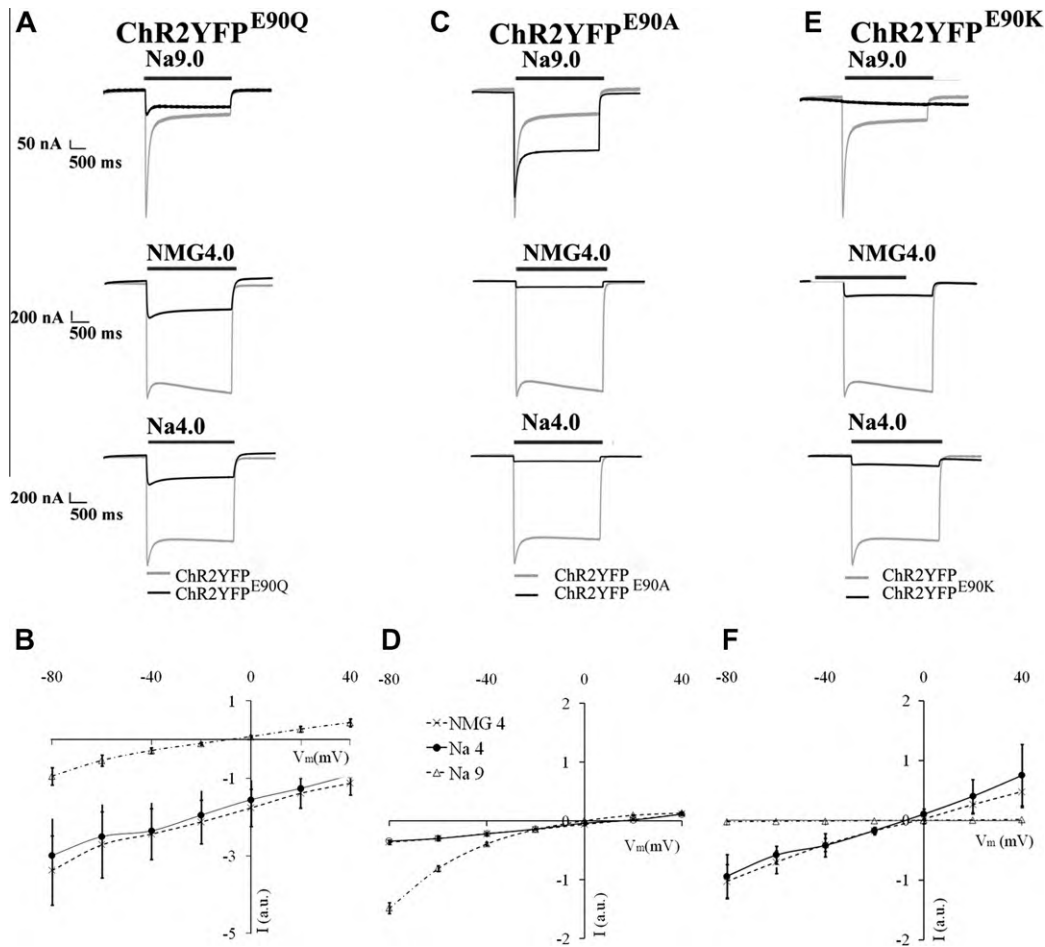 A
ChR2YFP^E90Q
Na9.0
50 nA
500 ms
NMG4.0
200 nA
500 ms
Na4.0
200 nA
500 ms
ChR2YFP
ChR2YFP^E90Q
C
ChR2YFP^E90A
Na9.0
NMG4.0
Na4.0
ChR2YFP
ChR2YFP^E90A
E
ChR2YFP^E90K
Na9.0
NMG4.0
Na4.0
ChR2YFP
ChR2YFP^E90K
B
-80 -40 0 40
1
Vm(mV)
-1
-3
-5
I (a.u.)
D
-80 -40 0 40
2
NMG 4
Na 4
Na 9
1
0
Vm(mV)
-1
-2
I (a.u.)
F
-80 -40 0 40
2
1
0
Vm (mV)
-1
-2
I (a.u.)